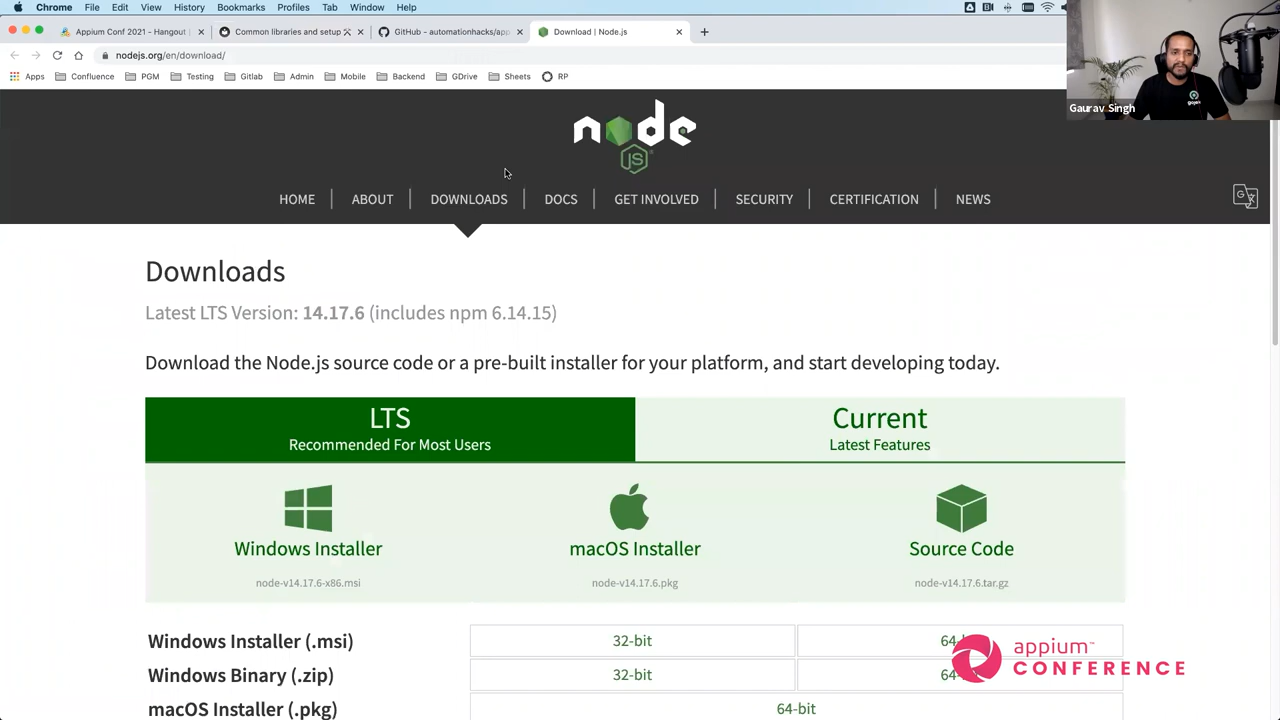 Chrome File Edit View History Bookmarks Profiles Tab Window Help
Appium Conf 2021 - Hangout
Common libraries and setup
GitHub - automationhacks/app
Download | Node.js
nodejs.org/en/download/
Apps Confluence PGM Testing Gitlab Admin Mobile Backend GDrive Sheets RP
Gaurav Singh
node
JS
HOME ABOUT DOWNLOADS DOCS GET INVOLVED SECURITY CERTIFICATION NEWS
Downloads
Latest LTS Version: 14.17.6 (includes npm 6.14.15)
Download the Node.js source code or a pre-built installer for your platform, and start developing today.
LTS
Recommended For Most Users
Current
Latest Features
Windows Installer
node-v14.17.6-x86.msi
macOS Installer
node-v14.17.6.pkg
Source Code
node-v14.17.6.tar.gz
Windows Installer (.msi) 32-bit 64-
Windows Binary (.zip) 32-bit 64-
macOS Installer (.pkg) 64-bit
appium™
CONFERENCE